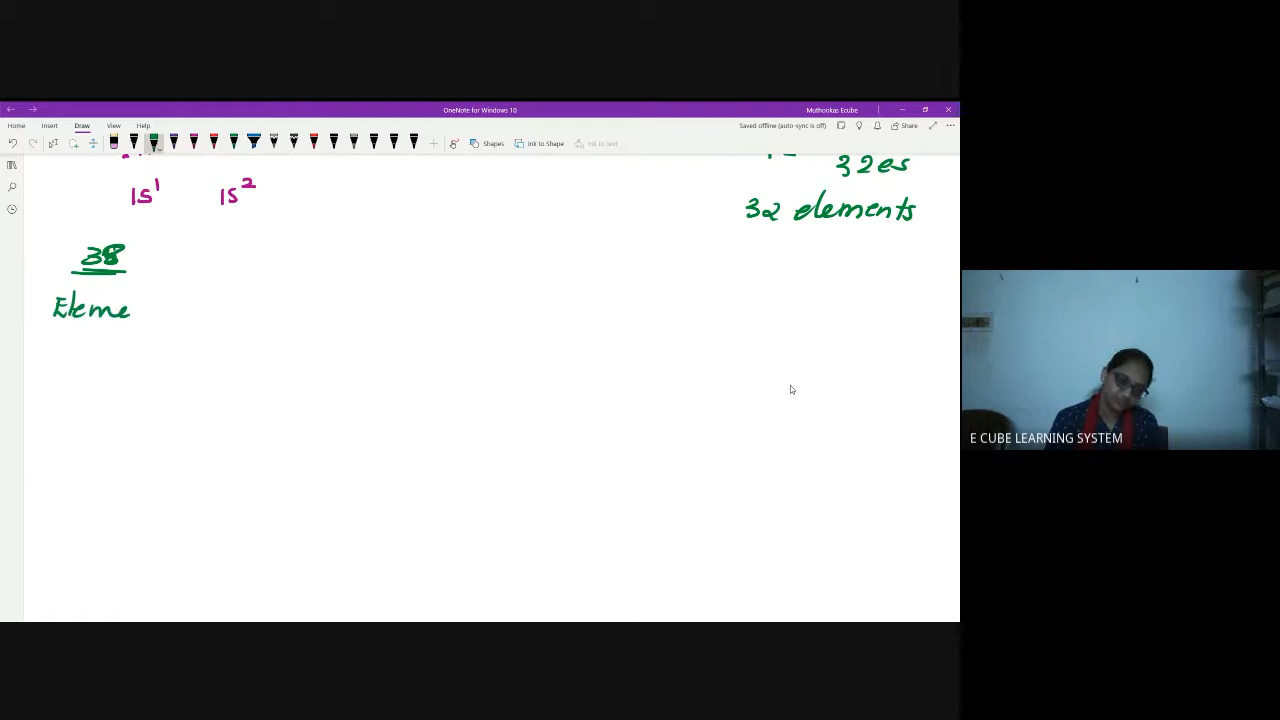 OneNote for Windows 10
Muthookas Ecube
Home Insert Draw View Help
Saved offline (auto-sync is off)
Share
Shapes
Ink to Shape
Ink to Text
32es
1s¹ 1s²
32 elements
38
Eleme
E CUBE LEARNING SYSTEM